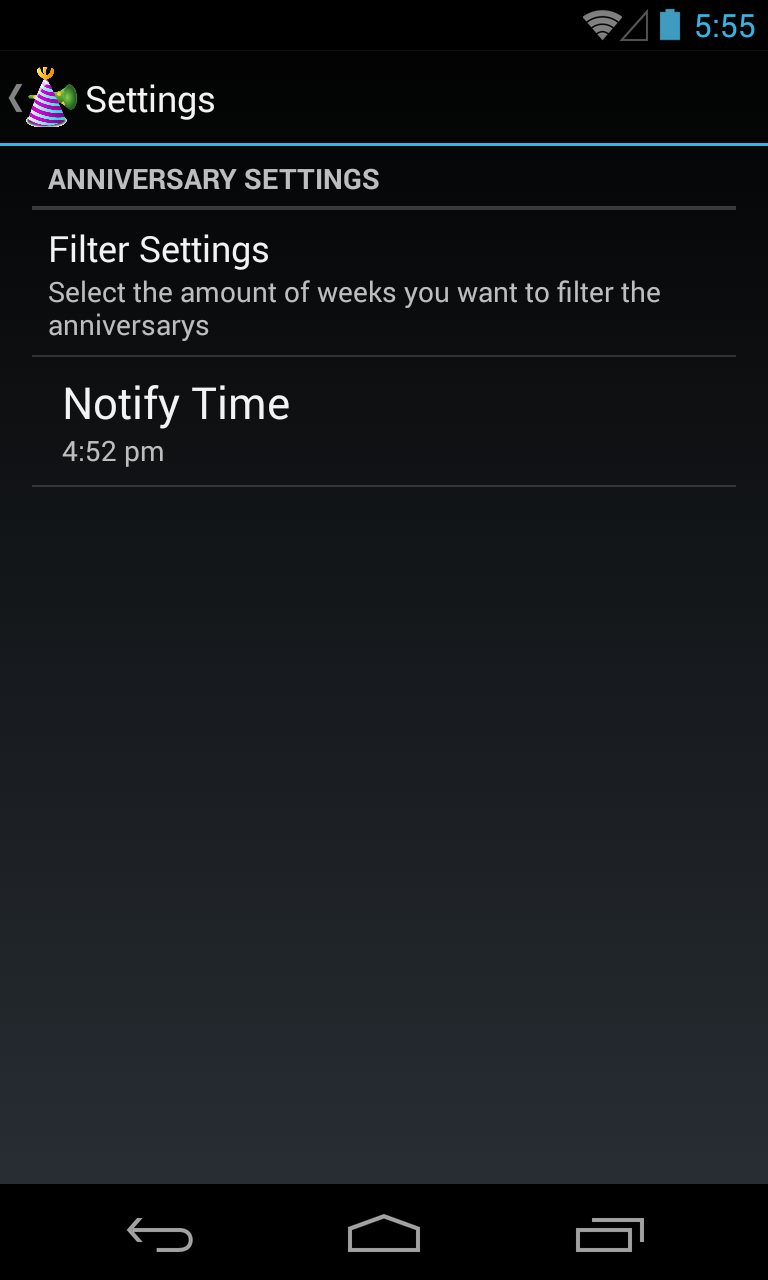 5:55
Settings
ANNIVERSARY SETTINGS
Filter Settings
Select the amount of weeks you want to filter the
anniversarys
Notify Time
4:52 pm